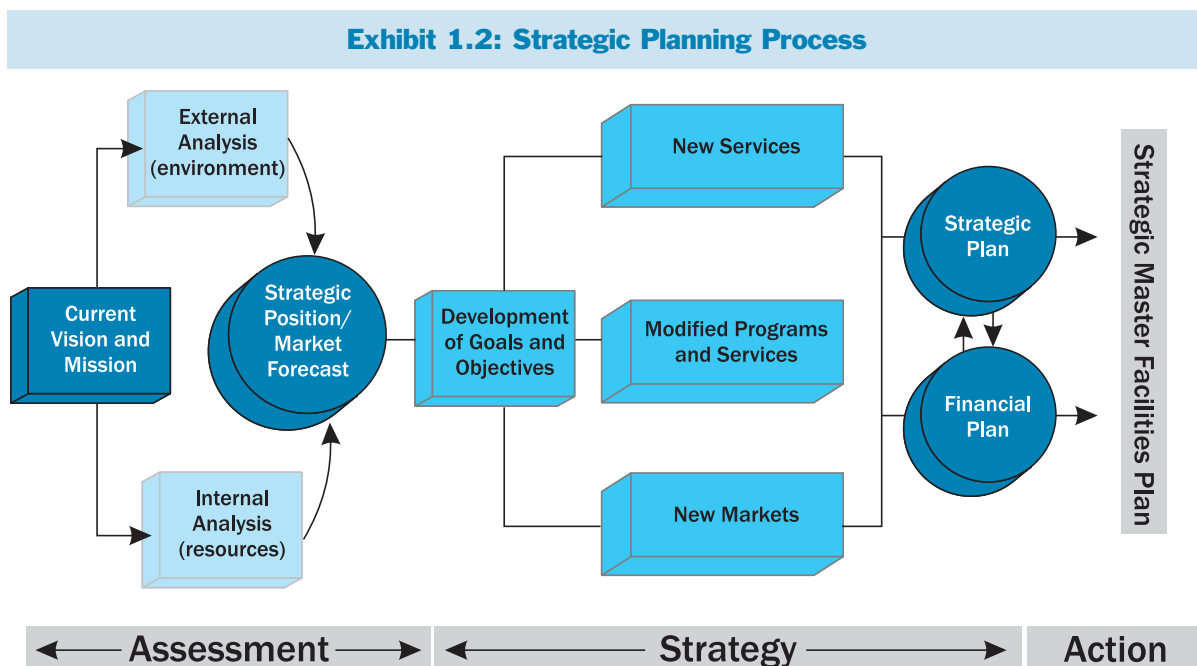 Exhibit 1.2: Strategic Planning Process
External
Analysis
(environment)
Current
Vision and
Mission
Internal
Analysis
(resources)
Strategic
Position/
Market
Forecast
Development
of Goals and
Objectives
New Services
Modified Programs
and Services
New Markets
Strategic
Plan
Financial
Plan
Strategic Master Facilities Plan
Assessment
Strategy
Action